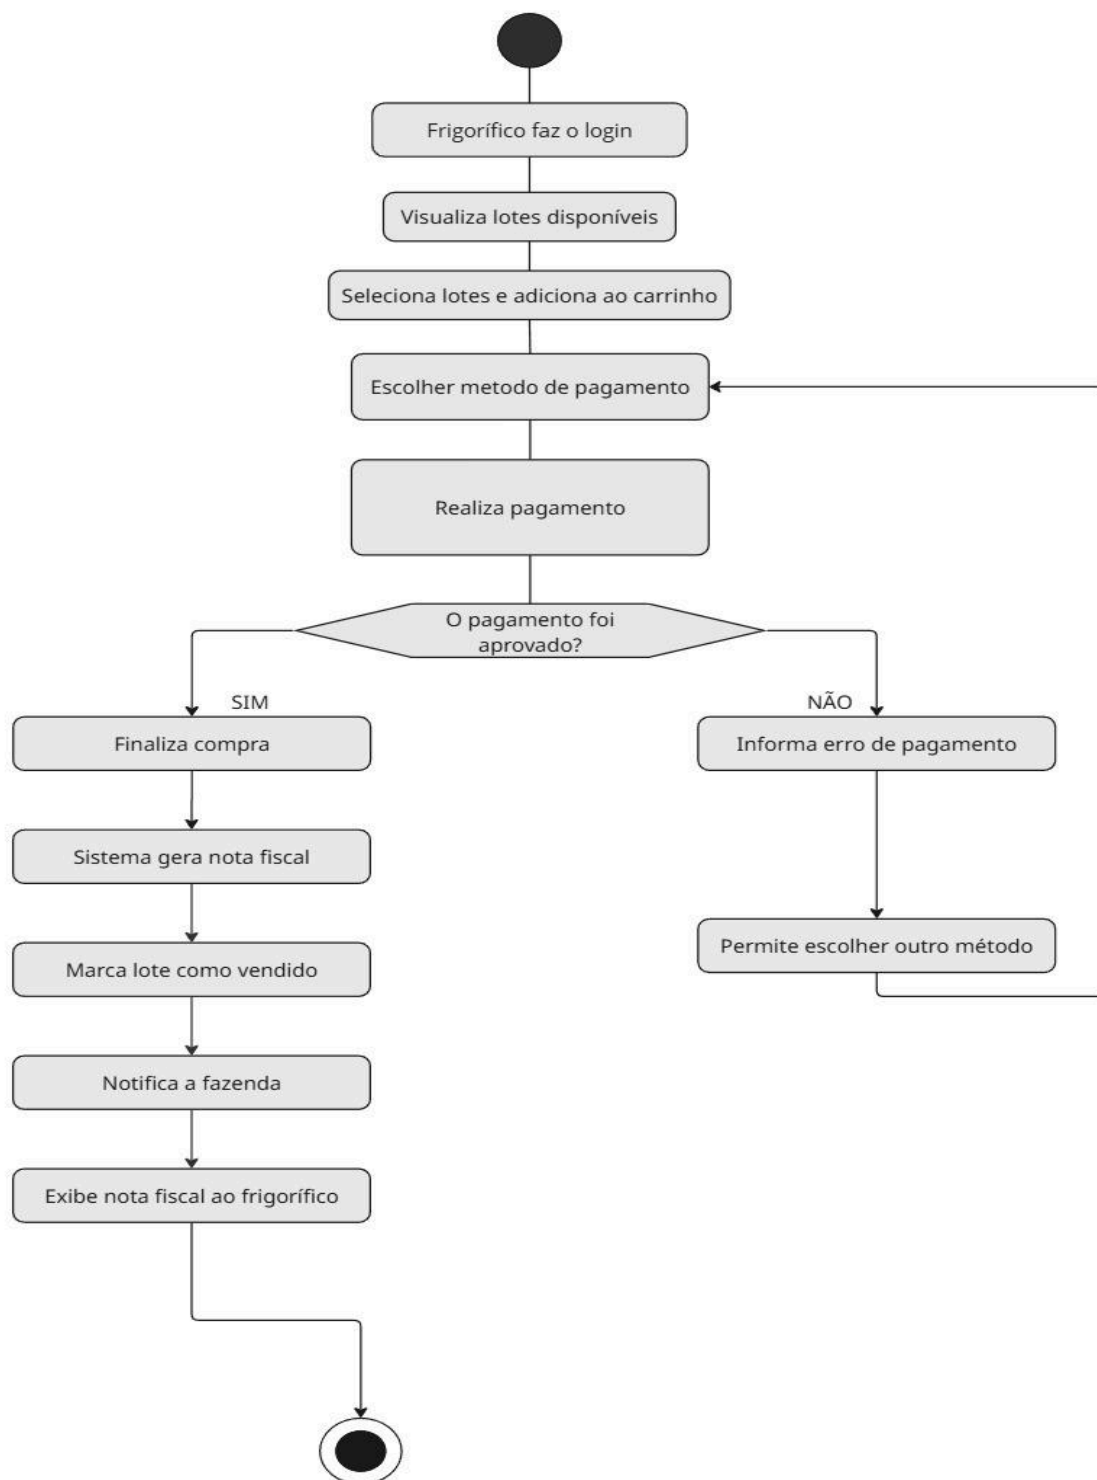 Frigorífico faz o login
Visualiza lotes disponíveis
Seleciona lotes e adiciona ao carrinho
Escolher metodo de pagamento
Realiza pagamento
O pagamento foi
aprovado?
SIM
NÃO
Finaliza compra
Informa erro de pagamento
Sistema gera nota fiscal
Permite escolher outro método
Marca lote como vendido
Notifica a fazenda
Exibe nota fiscal ao frigorífico